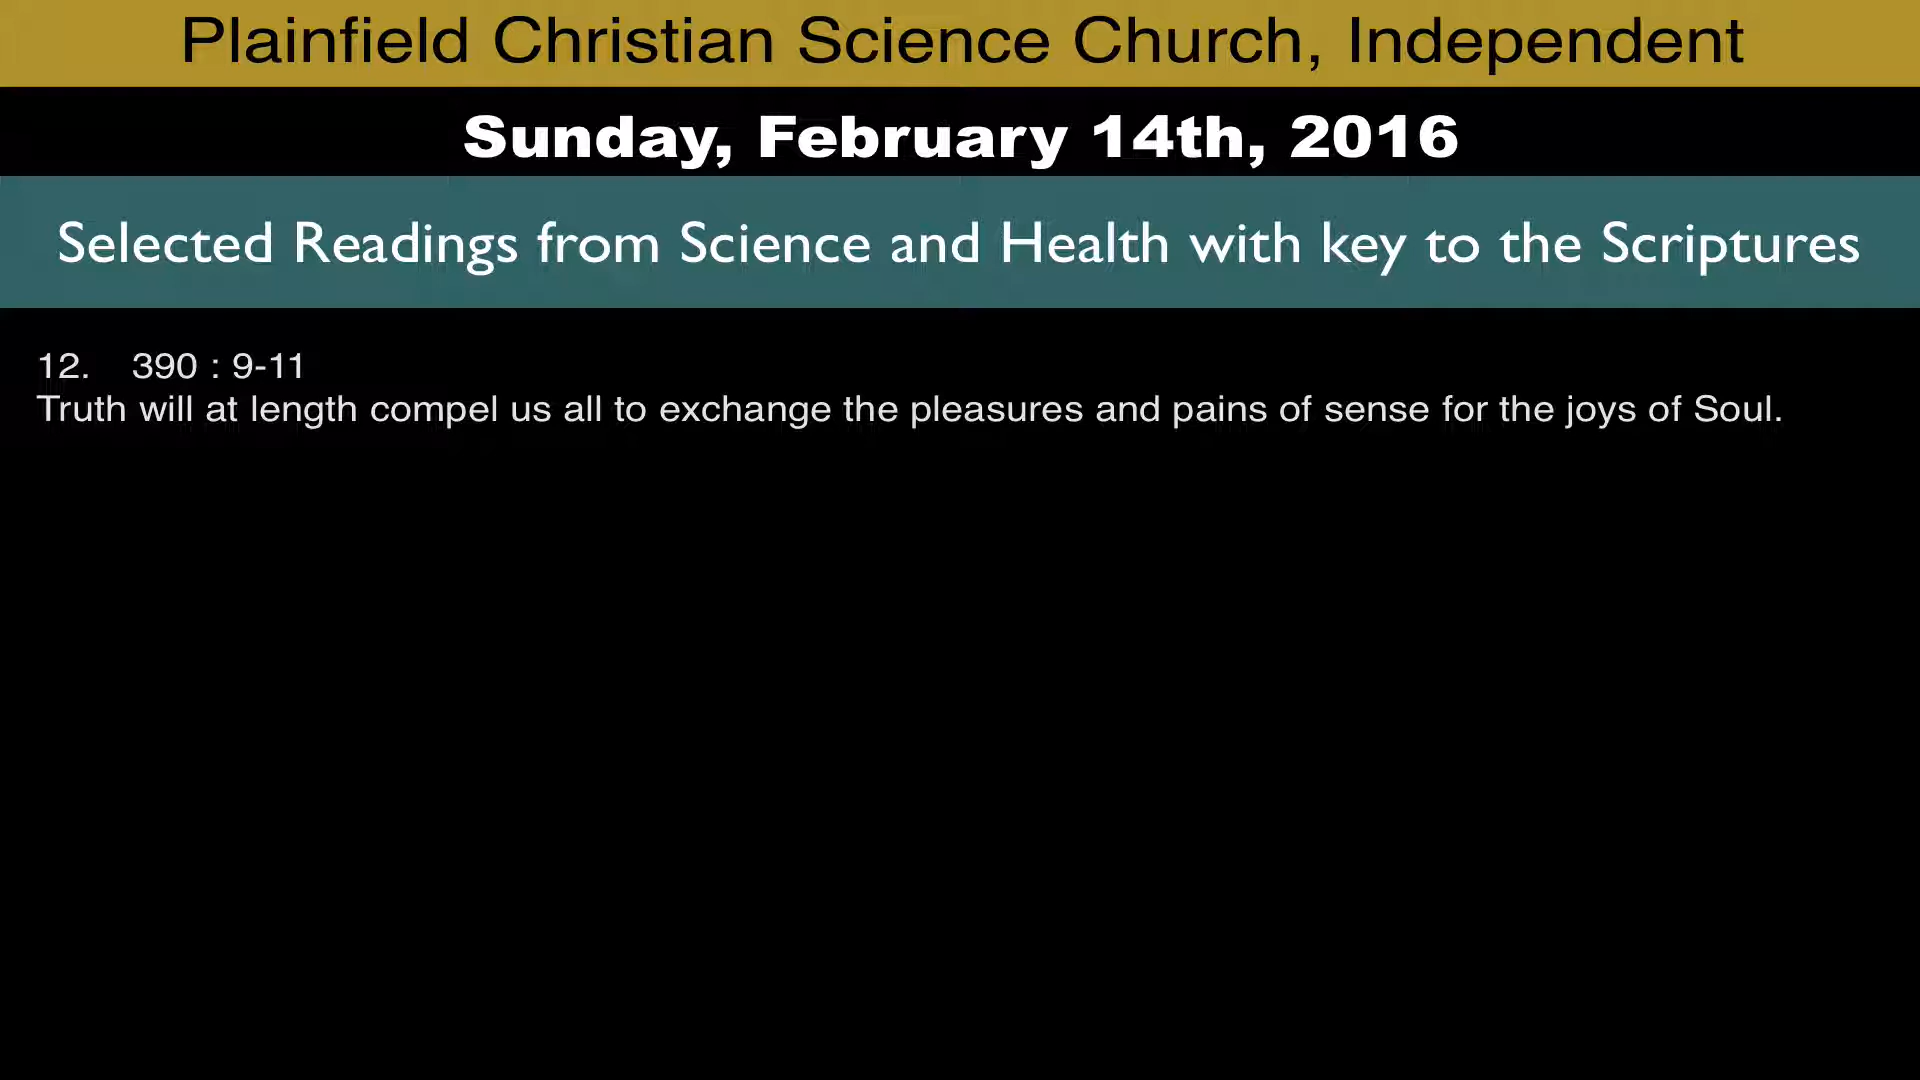 Plainfield Christian Science Church, Independent
Sunday, February 14th, 2016
Selected Readings from Science and Health with key to the Scriptures
12. 390 : 9-11
Truth will at length compel us all to exchange the pleasures and pains of sense for the joys of Soul.